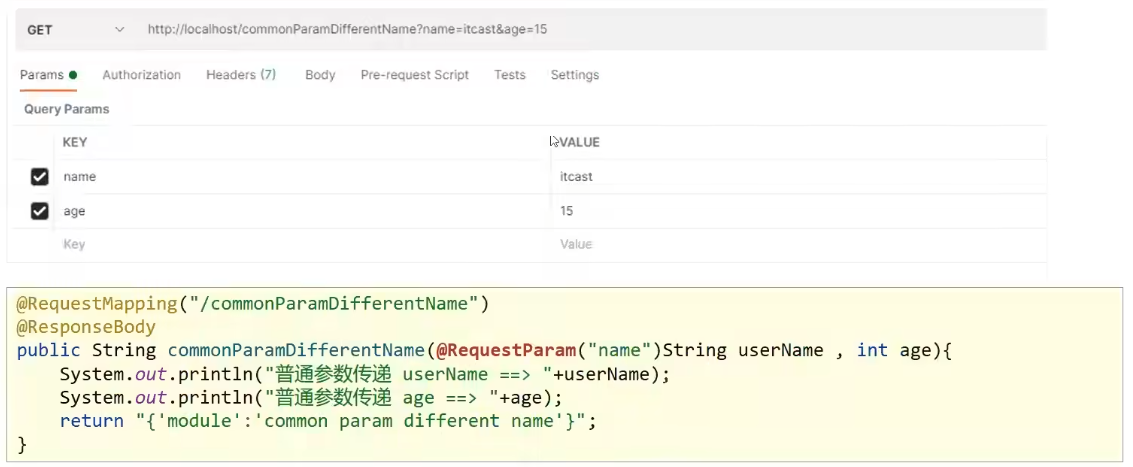 GET http://localhost/commonParamDifferentName?name=itcast&age=15
Params Authorization Headers (7) Body Pre-request Script Tests Settings
Query Params
KEY VALUE
name itcast
age 15
Key Value
@RequestMapping("/commonParamDifferentName")
@ResponseBody
public String commonParamDifferentName(@RequestParam("name")String userName , int age){
    System.out.println("普通参数传递 userName ==> "+userName);
    System.out.println("普通参数传递 age ==> "+age);
    return "{'module':'common param different name'}";
}